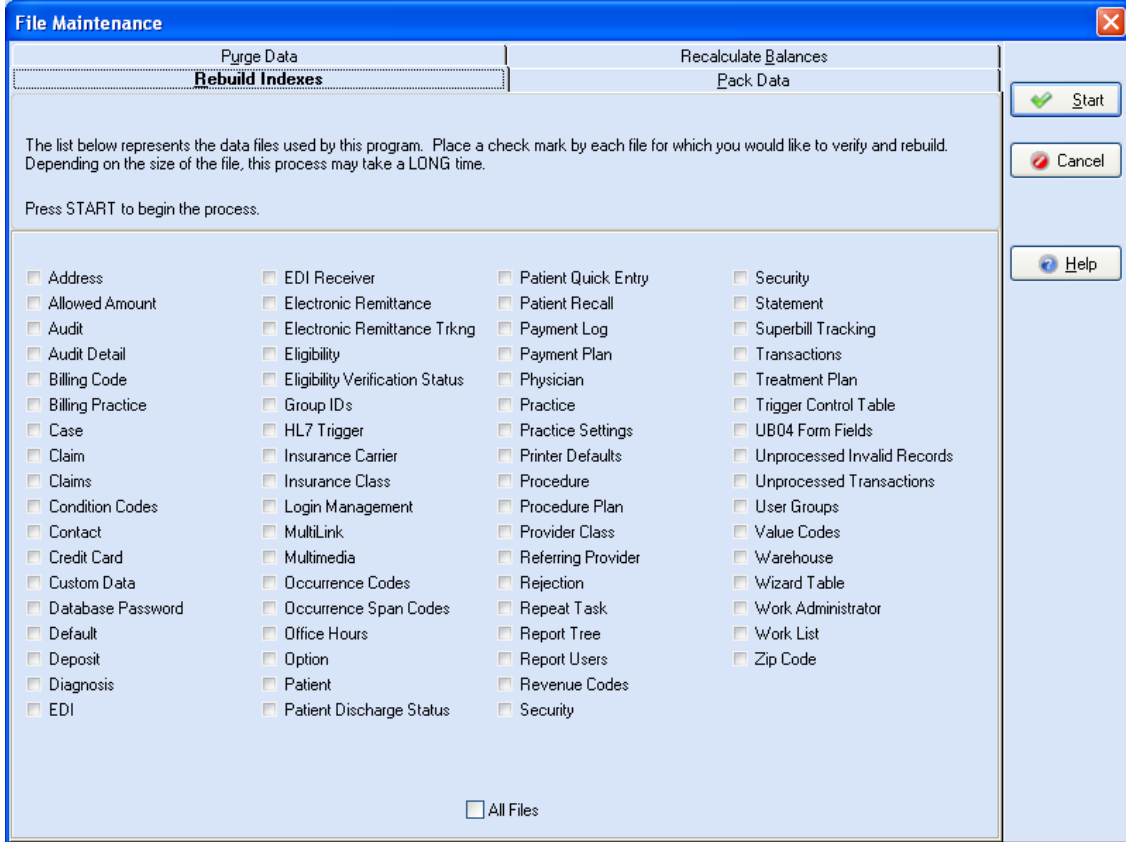 File Maintenance
Purge Data
Recalculate Balances
Rebuild Indexes
Pack Data
Start
Cancel
Help
The list below represents the data files used by this program. Place a check mark by each file for which you would like to verify and rebuild.
Depending on the size of the file, this process may take a LONG time.
Press START to begin the process.
Address
Allowed Amount
Audit
Audit Detail
Billing Code
Billing Practice
Case
Claim
Claims
Condition Codes
Contact
Credit Card
Custom Data
Database Password
Default
Deposit
Diagnosis
EDI
EDI Receiver
Electronic Remittance
Electronic Remittance Trkng
Eligibility
Eligibility Verification Status
Group IDs
HL7 Trigger
Insurance Carrier
Insurance Class
Login Management
MultiLink
Multimedia
Occurrence Codes
Occurrence Span Codes
Office Hours
Option
Patient
Patient Discharge Status
Patient Quick Entry
Patient Recall
Payment Log
Payment Plan
Physician
Practice
Practice Settings
Printer Defaults
Procedure
Procedure Plan
Provider Class
Referring Provider
Rejection
Repeat Task
Report Tree
Report Users
Revenue Codes
Security
Security
Statement
Superbill Tracking
Transactions
Treatment Plan
Trigger Control Table
UB04 Form Fields
Unprocessed Invalid Records
Unprocessed Transactions
User Groups
Value Codes
Warehouse
Wizard Table
Work Administrator
Work List
Zip Code
All Files